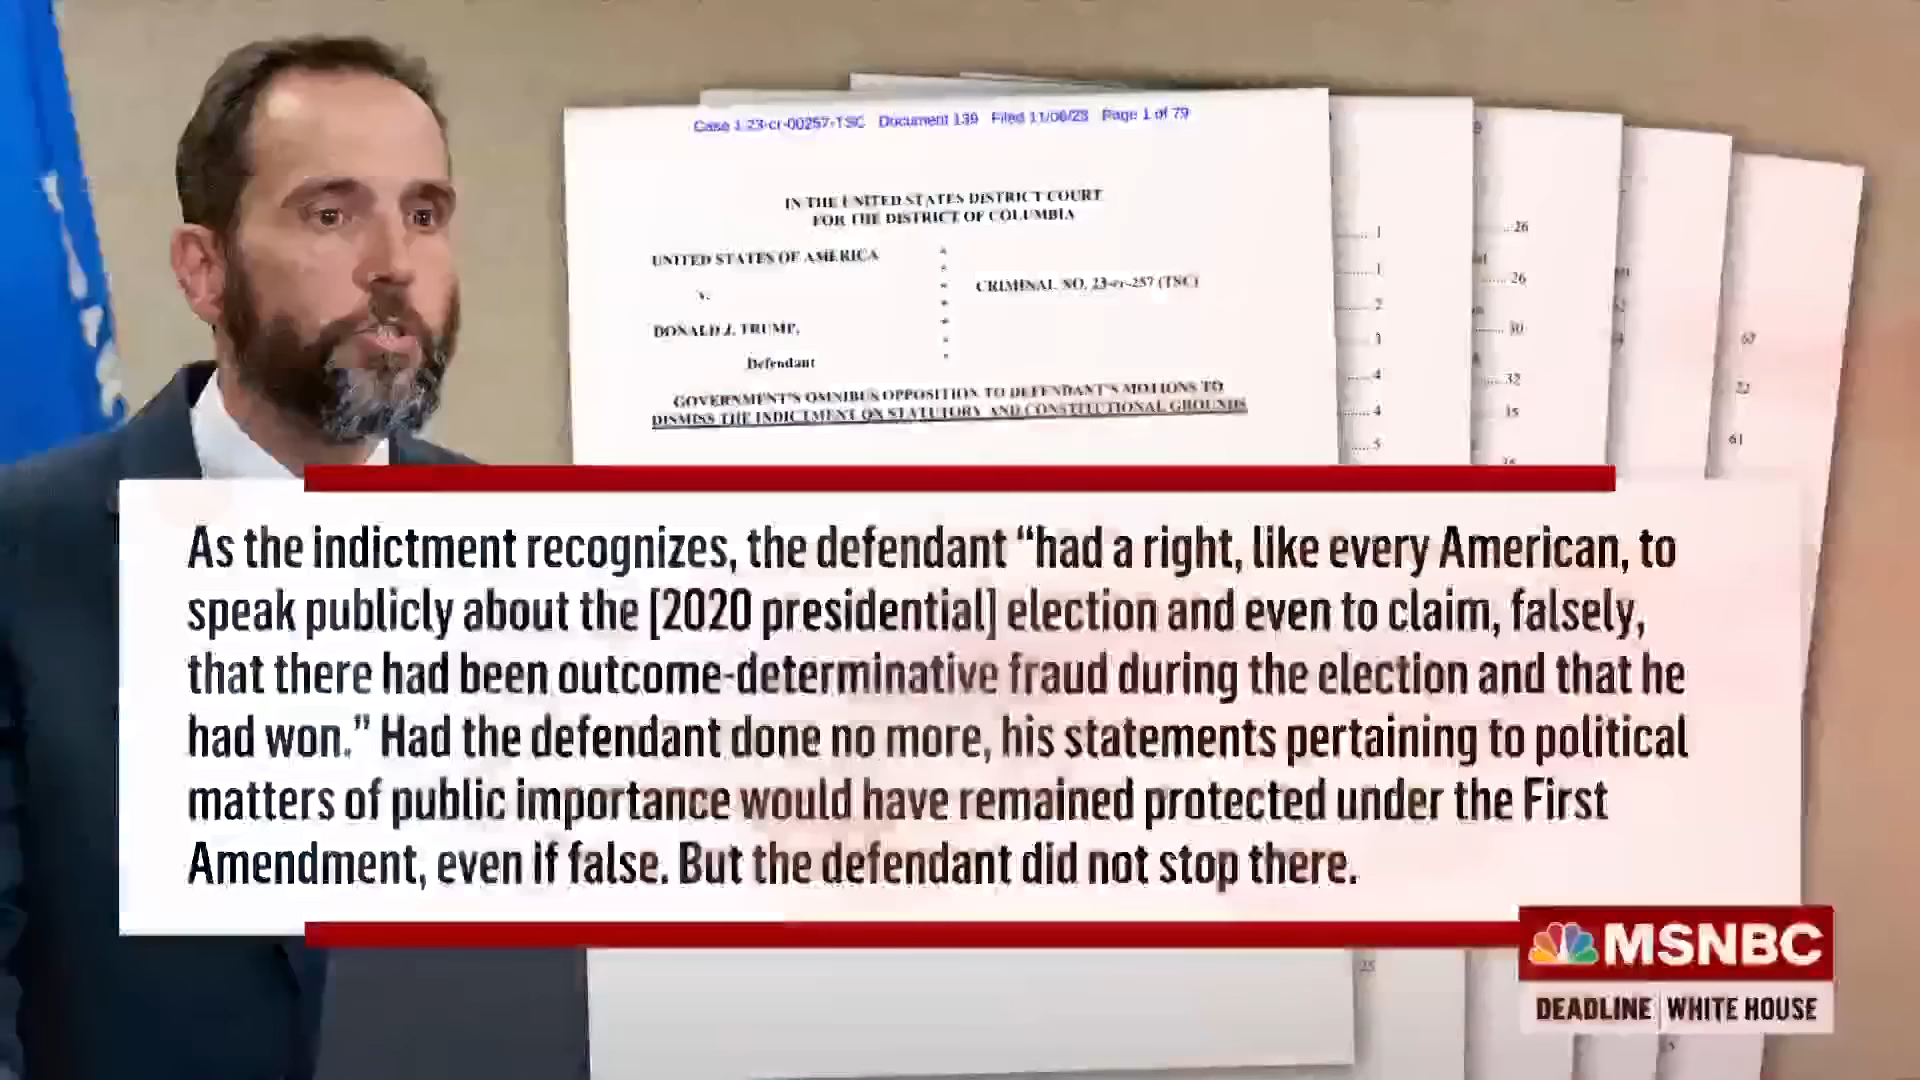 Case 1:23-cr-00257-TSC Document 139 Filed 11/06/23 Page 1 of 79
IN THE UNITED STATES DISTRICT COURT
FOR THE DISTRICT OF COLUMBIA
UNITED STATES OF AMERICA
v.
CRIMINAL NO. 23-cr-257 (TSC)
DONALD J. TRUMP,
Defendant
GOVERNMENT'S OMNIBUS OPPOSITION TO DEFENDANT'S MOTIONS TO
DISMISS THE INDICTMENT ON STATUTORY AND CONSTITUTIONAL GROUNDS
As the indictment recognizes, the defendant “had a right, like every American, to
speak publicly about the [2020 presidential] election and even to claim, falsely,
that there had been outcome-determinative fraud during the election and that he
had won.” Had the defendant done no more, his statements pertaining to political
matters of public importance would have remained protected under the First
Amendment, even if false. But the defendant did not stop there.
MSNBC
DEADLINE | WHITE HOUSE